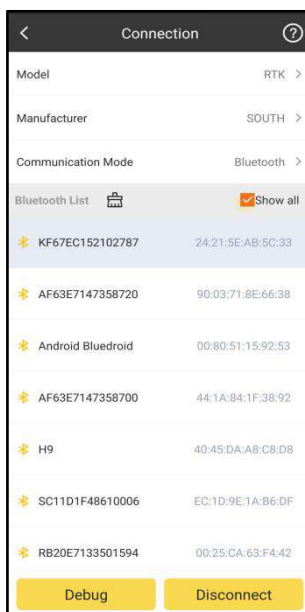 Connection ?
Model RTK >
Manufacturer SOUTH >
Communication Mode Bluetooth >
Bluetooth List Show all
KF67EC152102787 24:21:5E:AB:5C:33
AF63E7147358720 90:03:71:8E:66:38
Android Bluedroid 00:80:51:15:92:53
AF63E7147358700 44:1A:84:1F:38:92
H9 40:45:DA:A8:C8:D8
SC11D1F48610006 EC:1D:9E:1A:B6:DF
RB20E7133501594 00:25:CA:63:F4:42
Debug Disconnect